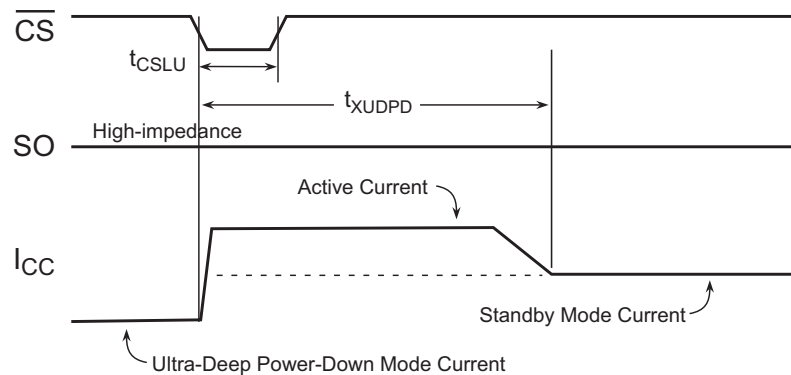 CS
tCSLU
tXUDPD
High-impedance
SO
Active Current
ICC
Standby Mode Current
Ultra-Deep Power-Down Mode Current